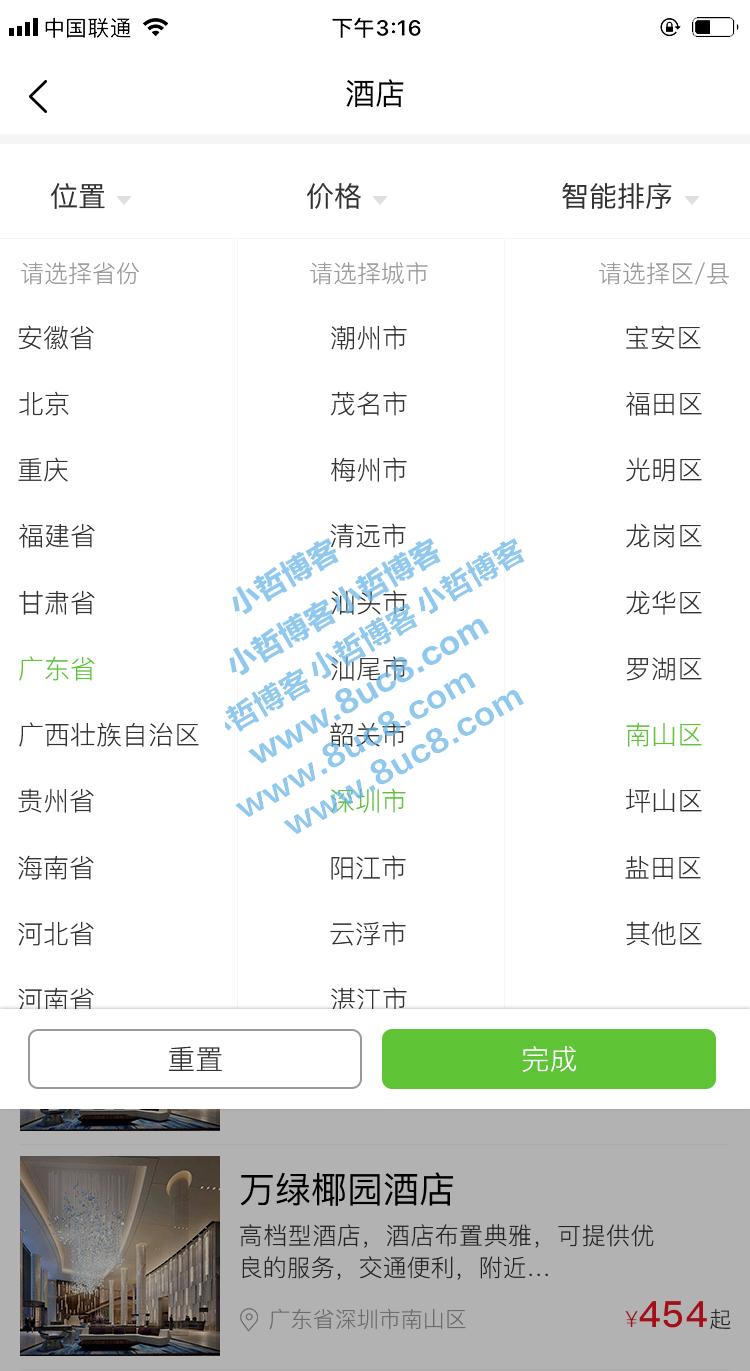 中国联通
下午3:16
酒店
位置
价格
智能排序
请选择省份
请选择城市
请选择区/县
安徽省
潮州市
宝安区
北京
茂名市
福田区
重庆
梅州市
光明区
福建省
清远市
龙岗区
甘肃省
汕头市
龙华区
广东省
汕尾市
罗湖区
广西壮族自治区
韶关市
南山区
贵州省
深圳市
坪山区
海南省
阳江市
盐田区
河北省
云浮市
其他区
河南省
湛江市
小哲博客
小哲博客小哲博客
哲博客小哲博客小哲博客
www.8uc8.com
www.8uc8.com
www.8uc8.com
重置
完成
万绿椰园酒店
高档型酒店，酒店布置典雅，可提供优
良的服务，交通便利，附近...
广东省深圳市南山区
¥454起